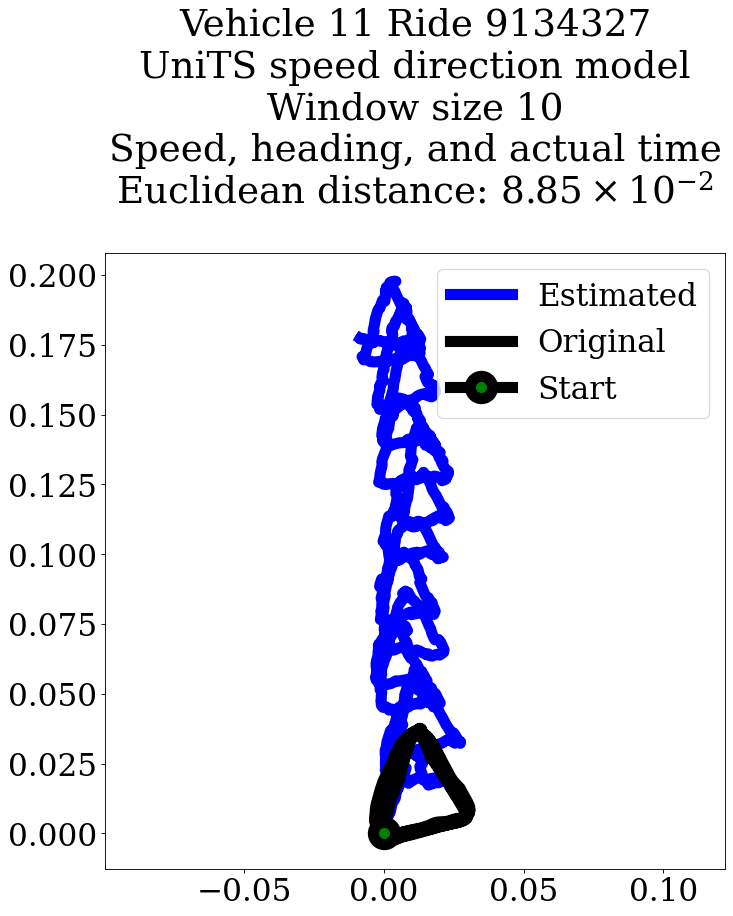 Vehicle 11 Ride 9134327
UniTS speed direction model
Window size 10
Speed, heading, and actual time
Euclidean distance: 8.85 × 10⁻²
Estimated
Original
Start
0.200
0.175
0.150
0.125
0.100
0.075
0.050
0.025
0.000
−0.05 0.00 0.05 0.10